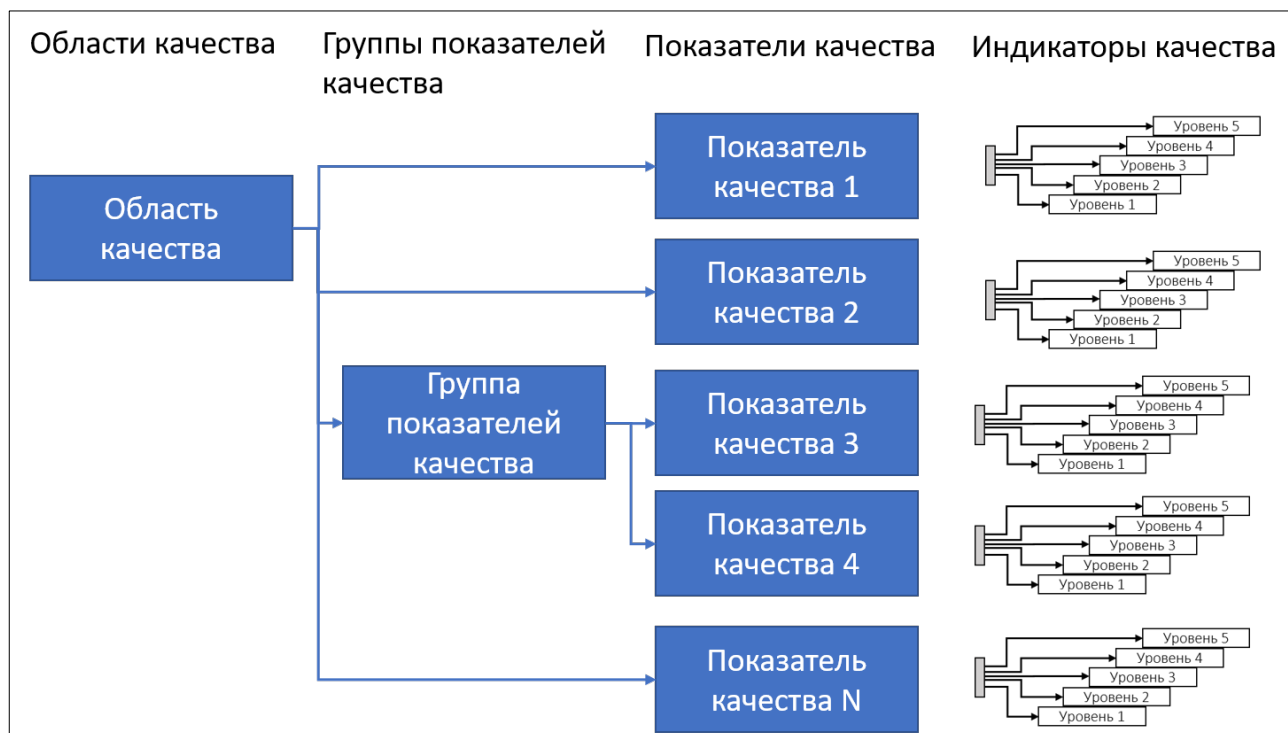 Области качества
Группы показателей
качества
Показатели качества
Индикаторы качества
Область
качества
Показатель
качества 1
Уровень 5
Уровень 4
Уровень 3
Уровень 2
Уровень 1
Показатель
качества 2
Уровень 5
Уровень 4
Уровень 3
Уровень 2
Уровень 1
Группа
показателей
качества
Показатель
качества 3
Уровень 5
Уровень 4
Уровень 3
Уровень 2
Уровень 1
Показатель
качества 4
Уровень 5
Уровень 4
Уровень 3
Уровень 2
Уровень 1
Показатель
качества N
Уровень 5
Уровень 4
Уровень 3
Уровень 2
Уровень 1